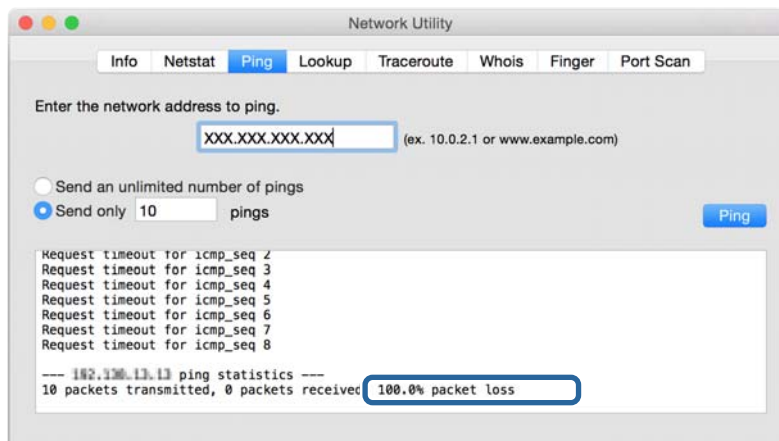 Network Utility
Info Netstat Ping Lookup Traceroute Whois Finger Port Scan
Enter the network address to ping.
XXX.XXX.XXX.XXX (ex. 10.0.2.1 or www.example.com)
Send an unlimited number of pings
Send only 10 pings
Ping
Request timeout for icmp_seq 2
Request timeout for icmp_seq 3
Request timeout for icmp_seq 4
Request timeout for icmp_seq 5
Request timeout for icmp_seq 6
Request timeout for icmp_seq 7
Request timeout for icmp_seq 8
--- ping statistics ---
10 packets transmitted, 0 packets received 100.0% packet loss